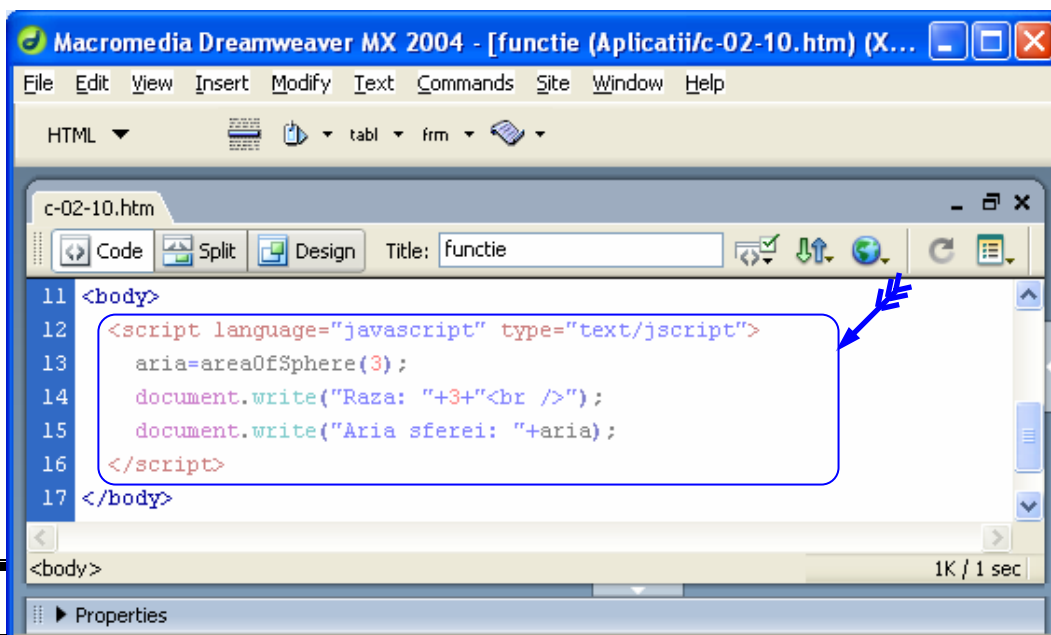 Macromedia Dreamweaver MX 2004 - [functie (Aplicatii/c-02-10.htm) (X...
File Edit View Insert Modify Text Commands Site Window Help
HTML tabl frm
c-02-10.htm
Code Split Design Title: functie
11 <body>
12 <script language="javascript" type="text/jscript">
13 aria=areaOfSphere(3);
14 document.write("Raza: "+3+"<br />");
15 document.write("Aria sferei: "+aria);
16 </script>
17 </body>
<body> 1K / 1 sec
Properties